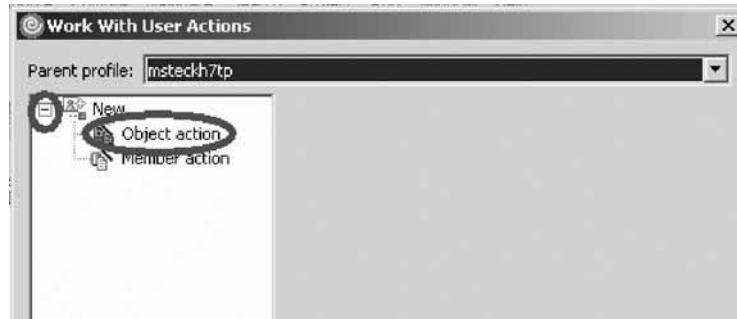 Work With User Actions
Parent profile: msteckh7tp
New
Object action
Member action